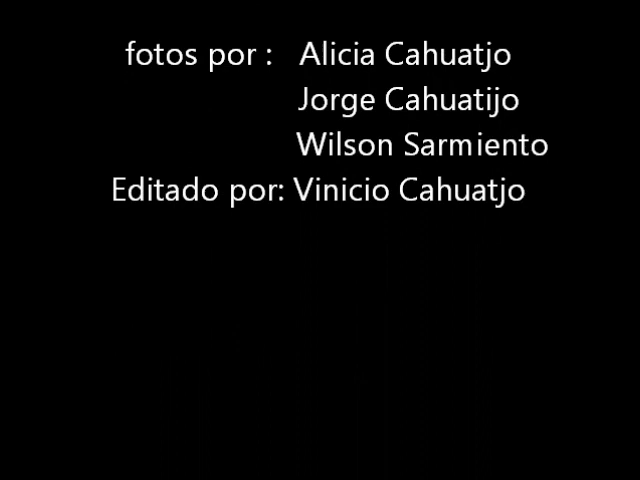 fotos por : Alicia Cahuatjo
Jorge Cahuatijo
Wilson Sarmiento
Editado por: Vinicio Cahuatjo